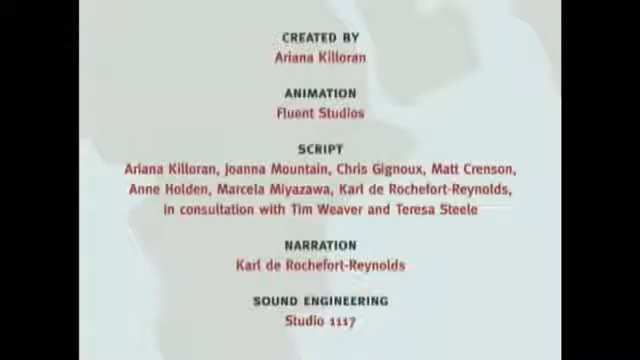 CREATED BY
Ariana Killoran
ANIMATION
Fluent Studios
SCRIPT
Ariana Killoran, Joanna Mountain, Chris Gignoux, Matt Crenson,
Anne Holden, Marcela Miyazawa, Karl de Rochefort-Reynolds,
in consultation with Tim Weaver and Teresa Steele
NARRATION
Karl de Rochefort-Reynolds
SOUND ENGINEERING
Studio 1117